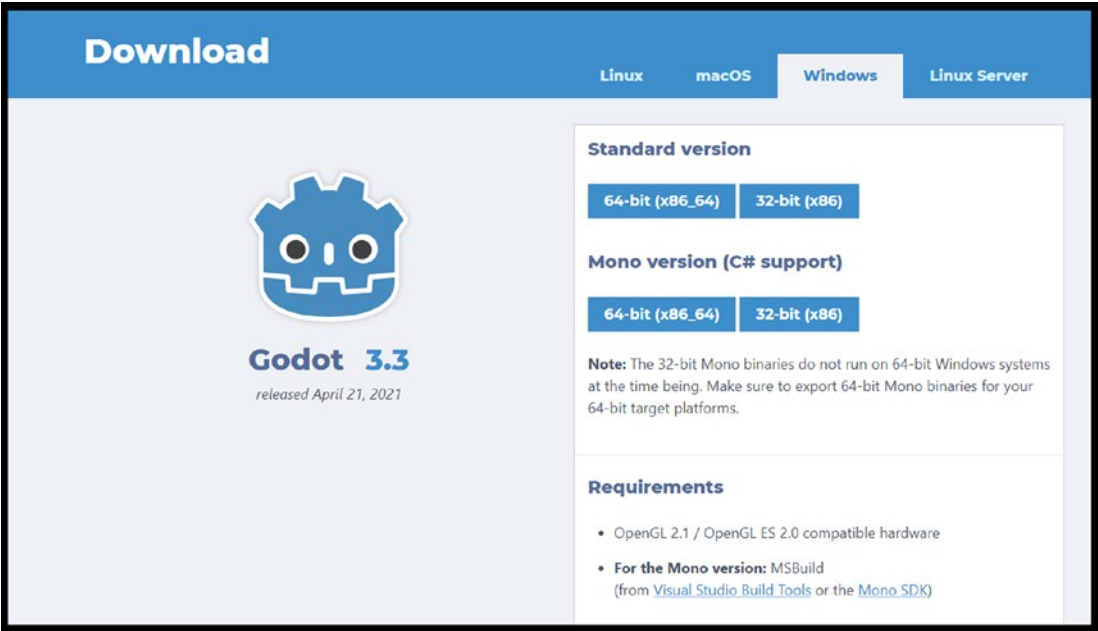 Download
Linux macOS Windows Linux Server
Godot 3.3
released April 21, 2021
Standard version
64-bit (x86_64) 32-bit (x86)
Mono version (C# support)
64-bit (x86_64) 32-bit (x86)
Note: The 32-bit Mono binaries do not run on 64-bit Windows systems
at the time being. Make sure to export 64-bit Mono binaries for your
64-bit target platforms.
Requirements
• OpenGL 2.1 / OpenGL ES 2.0 compatible hardware
• For the Mono version: MSBuild
(from Visual Studio Build Tools or the Mono SDK)